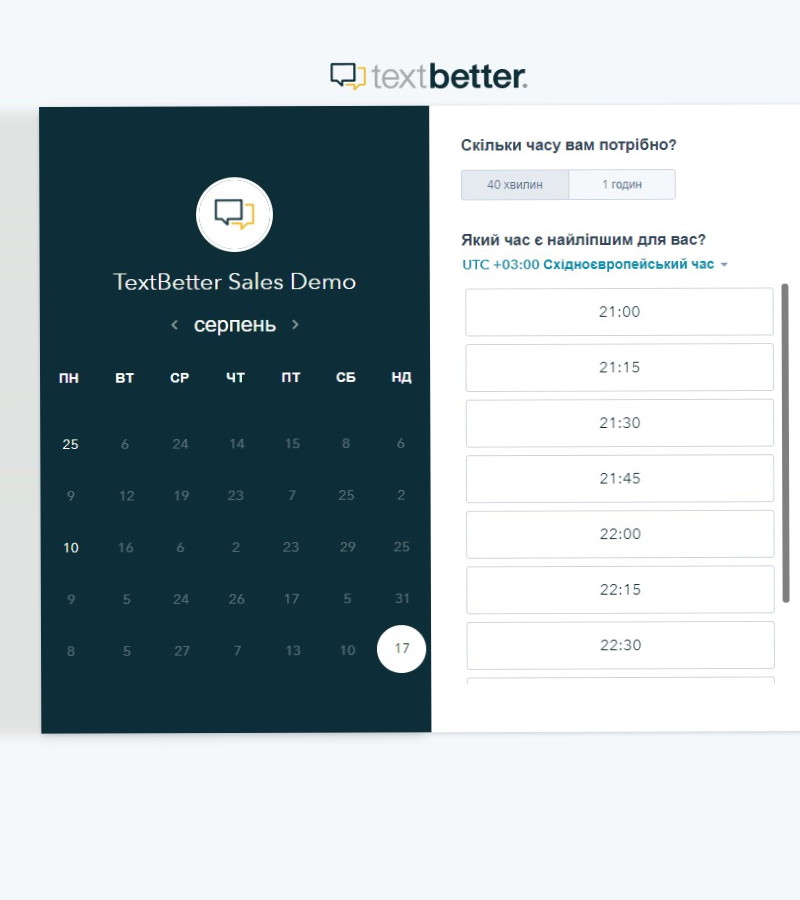 textbetter.
TextBetter Sales Demo
серпень
ПН ВТ СР ЧТ ПТ СБ НД
25 6 24 14 15 8 6
9 12 19 23 7 25 2
10 16 6 2 23 29 25
9 5 24 26 17 5 31
8 5 27 7 13 10 17
Скільки часу вам потрібно?
40 хвилин 1 годин
Який час є найліпшим для вас?
UTC +03:00 Східноєвропейський час
21:00
21:15
21:30
21:45
22:00
22:15
22:30